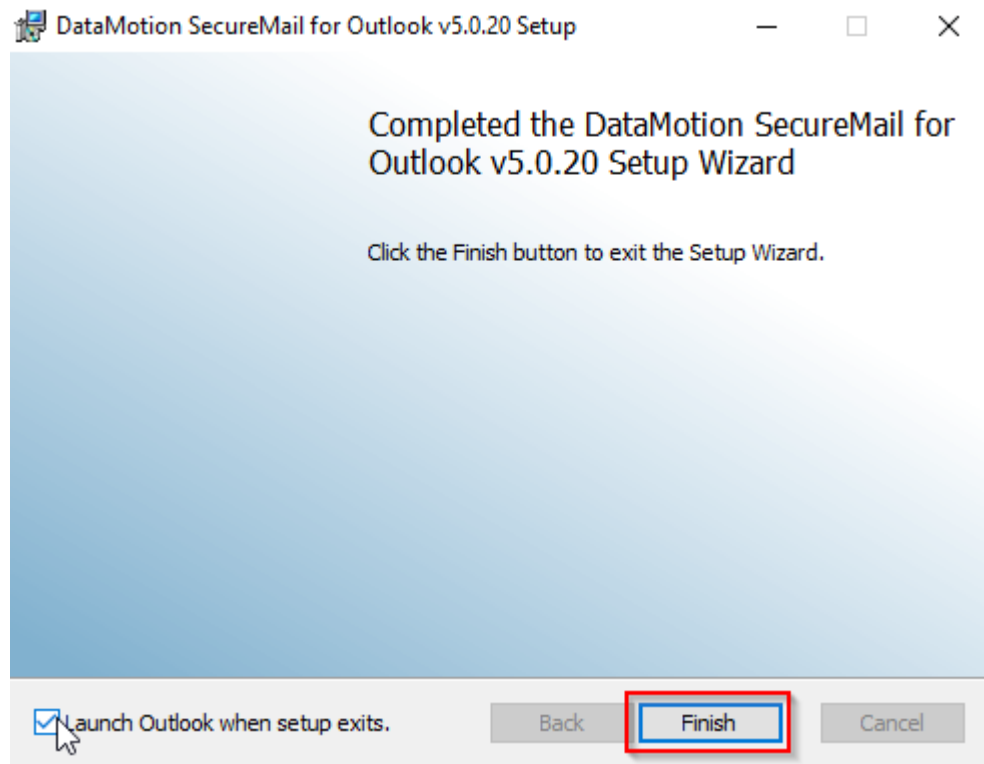 DataMotion SecureMail for Outlook v5.0.20 Setup
Completed the DataMotion SecureMail for
Outlook v5.0.20 Setup Wizard
Click the Finish button to exit the Setup Wizard.
Launch Outlook when setup exits.
Back
Finish
Cancel